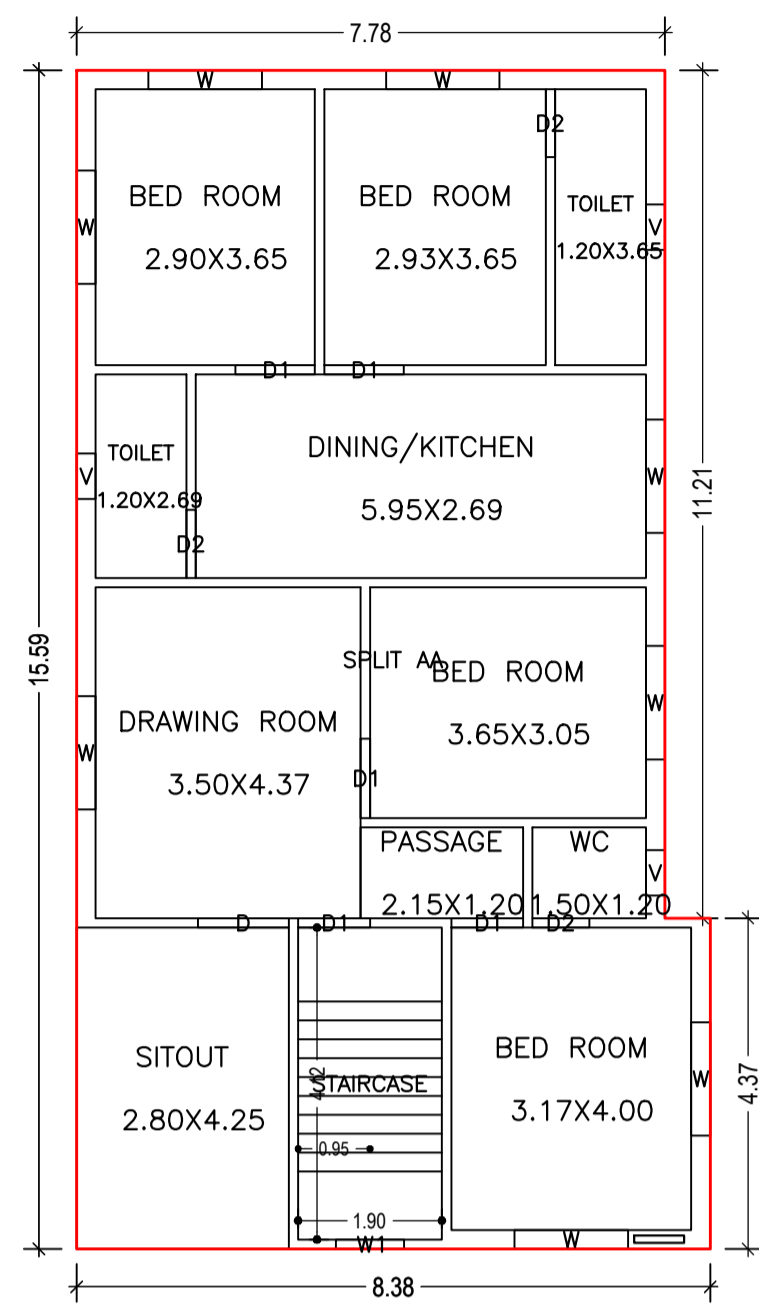 7.78
W
W
D2
BED ROOM
2.90X3.65
BED ROOM
2.93X3.65
TOILET
1.20X3.65
W
V
D1
D1
TOILET
1.20X2.69
V
D2
DINING/KITCHEN
5.95X2.69
W
11.21
15.59
SPLIT AA
BED ROOM
3.65X3.05
W
DRAWING ROOM
3.50X4.37
W
D1
PASSAGE
2.15X1.20
WC
1.50X1.20
V
D
D1
D1
D2
SITOUT
2.80X4.25
STAIRCASE
4.12
0.95
1.90
W1
BED ROOM
3.17X4.00
W
W
4.37
8.38